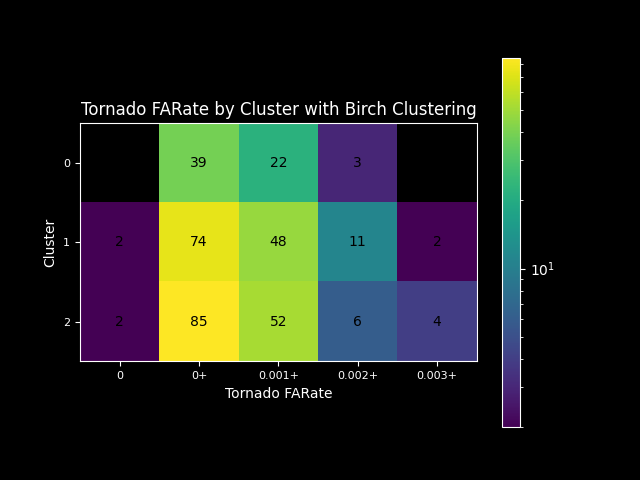 Tornado FARate by Cluster with Birch Clustering
0 39 22 3
1 2 74 48 11 2
2 2 85 52 6 4
0 0+ 0.001+ 0.002+ 0.003+
Tornado FARate
Cluster
10¹